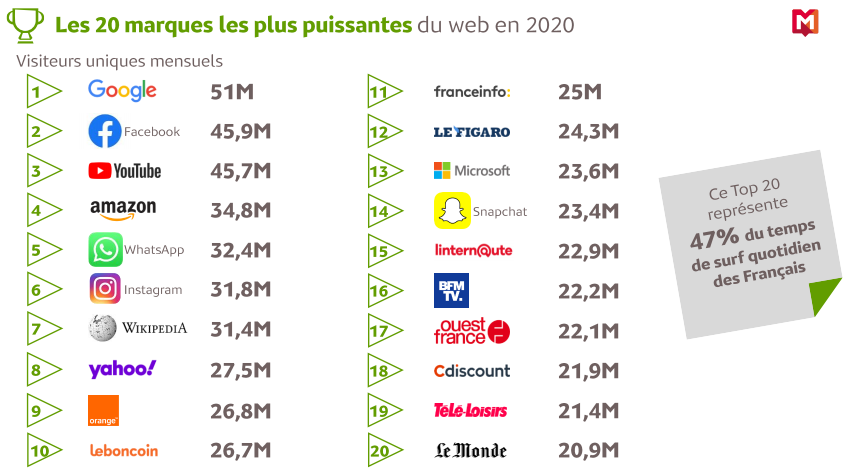 Les 20 marques les plus puissantes du web en 2020
M
Visiteurs uniques mensuels
1 Google 51M
2 Facebook 45,9M
3 YouTube 45,7M
4 amazon 34,8M
5 WhatsApp 32,4M
6 Instagram 31,8M
7 WIKIPEDIA 31,4M
8 yahoo! 27,5M
9 orange 26,8M
10 leboncoin 26,7M
11 franceinfo: 25M
12 LE FIGARO 24,3M
13 Microsoft 23,6M
14 Snapchat 23,4M
15 lintern@ute 22,9M
16 BFM
TV. 22,2M
17 ouest
france 22,1M
18 Cdiscount 21,9M
19 TéLé-Loisirs 21,4M
20 Le Monde 20,9M
Ce Top 20
représente
47% du temps
de surf quotidien
des Français